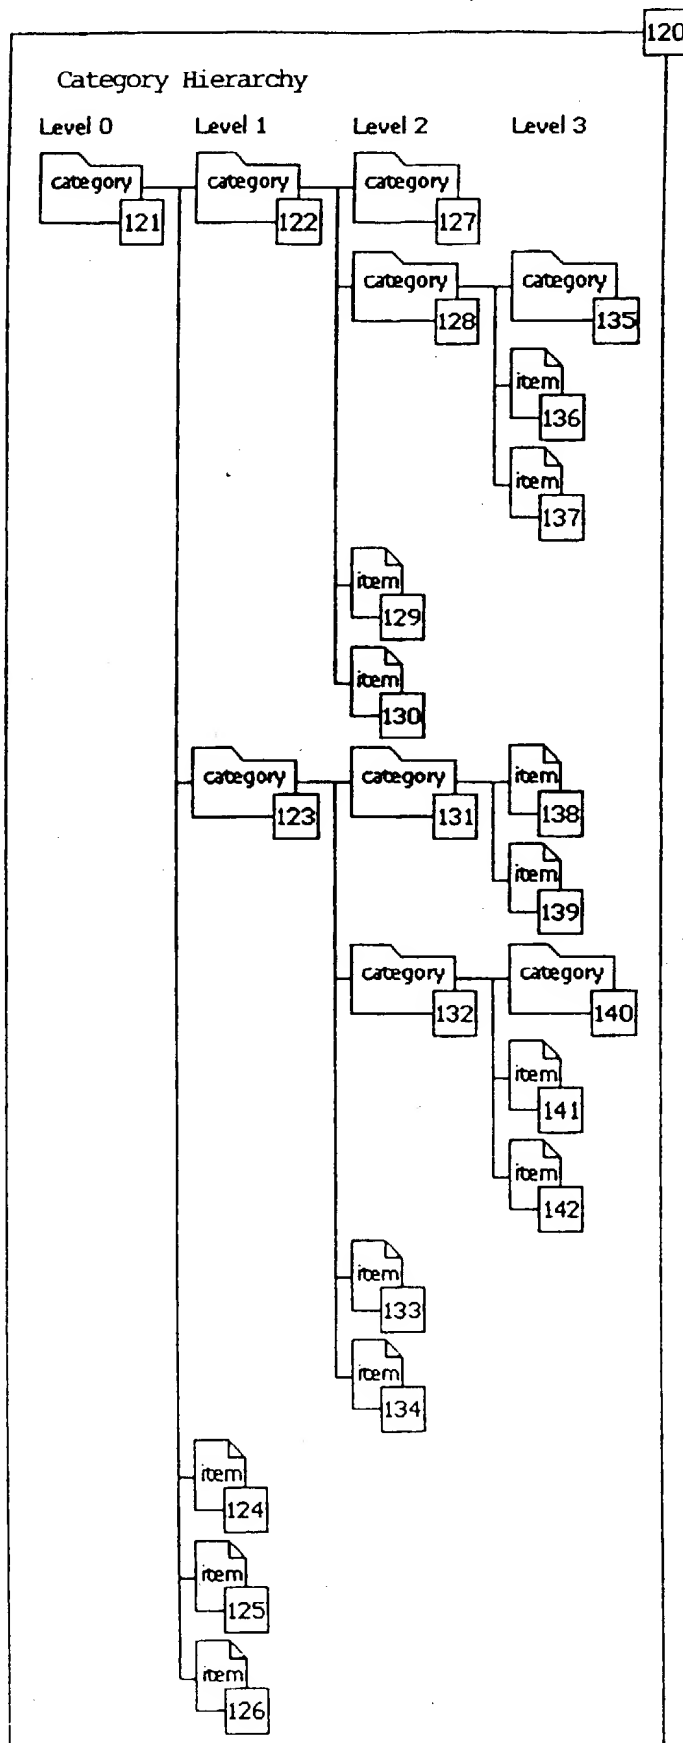 120
Category Hierarchy
Level 0 Level 1 Level 2 Level 3
category category category
121 122 127
category category
128 135
item
136
item
137
item
129
item
130
category category item
123 131 138
item
139
category category
132 140
item
141
item
142
item
133
item
134
item
124
item
125
item
126